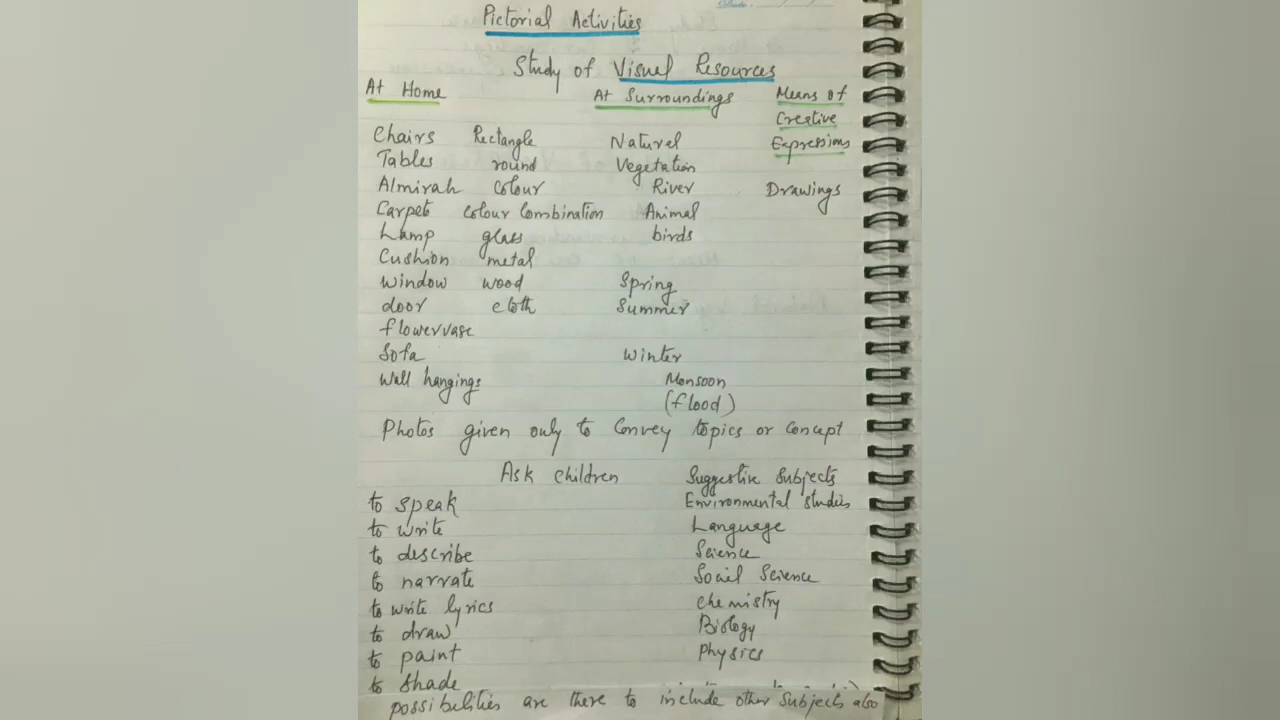 Date
Pictorial Activities
Study of Visual Resources
At Home At Surroundings Means of
Creative
Chairs Rectangle Natural Expressions
Tables round Vegetation
Almirah colour River Drawings
Carpets colour Combination Animal
Lamp glass birds
Cushion metal
window wood Spring
door cloth Summer
flowervase
Sofa Winter
Wall hangings Monsoon
(flood)
Photos given only to Convey topics or concept
Ask children Suggestive Subjects
to speak Environmental studies
to write Language
to describe Science
to narrate Social Science
to write lyrics chemistry
to draw Biology
to paint Physics
to shade
possibilities are there to include other Subjects also